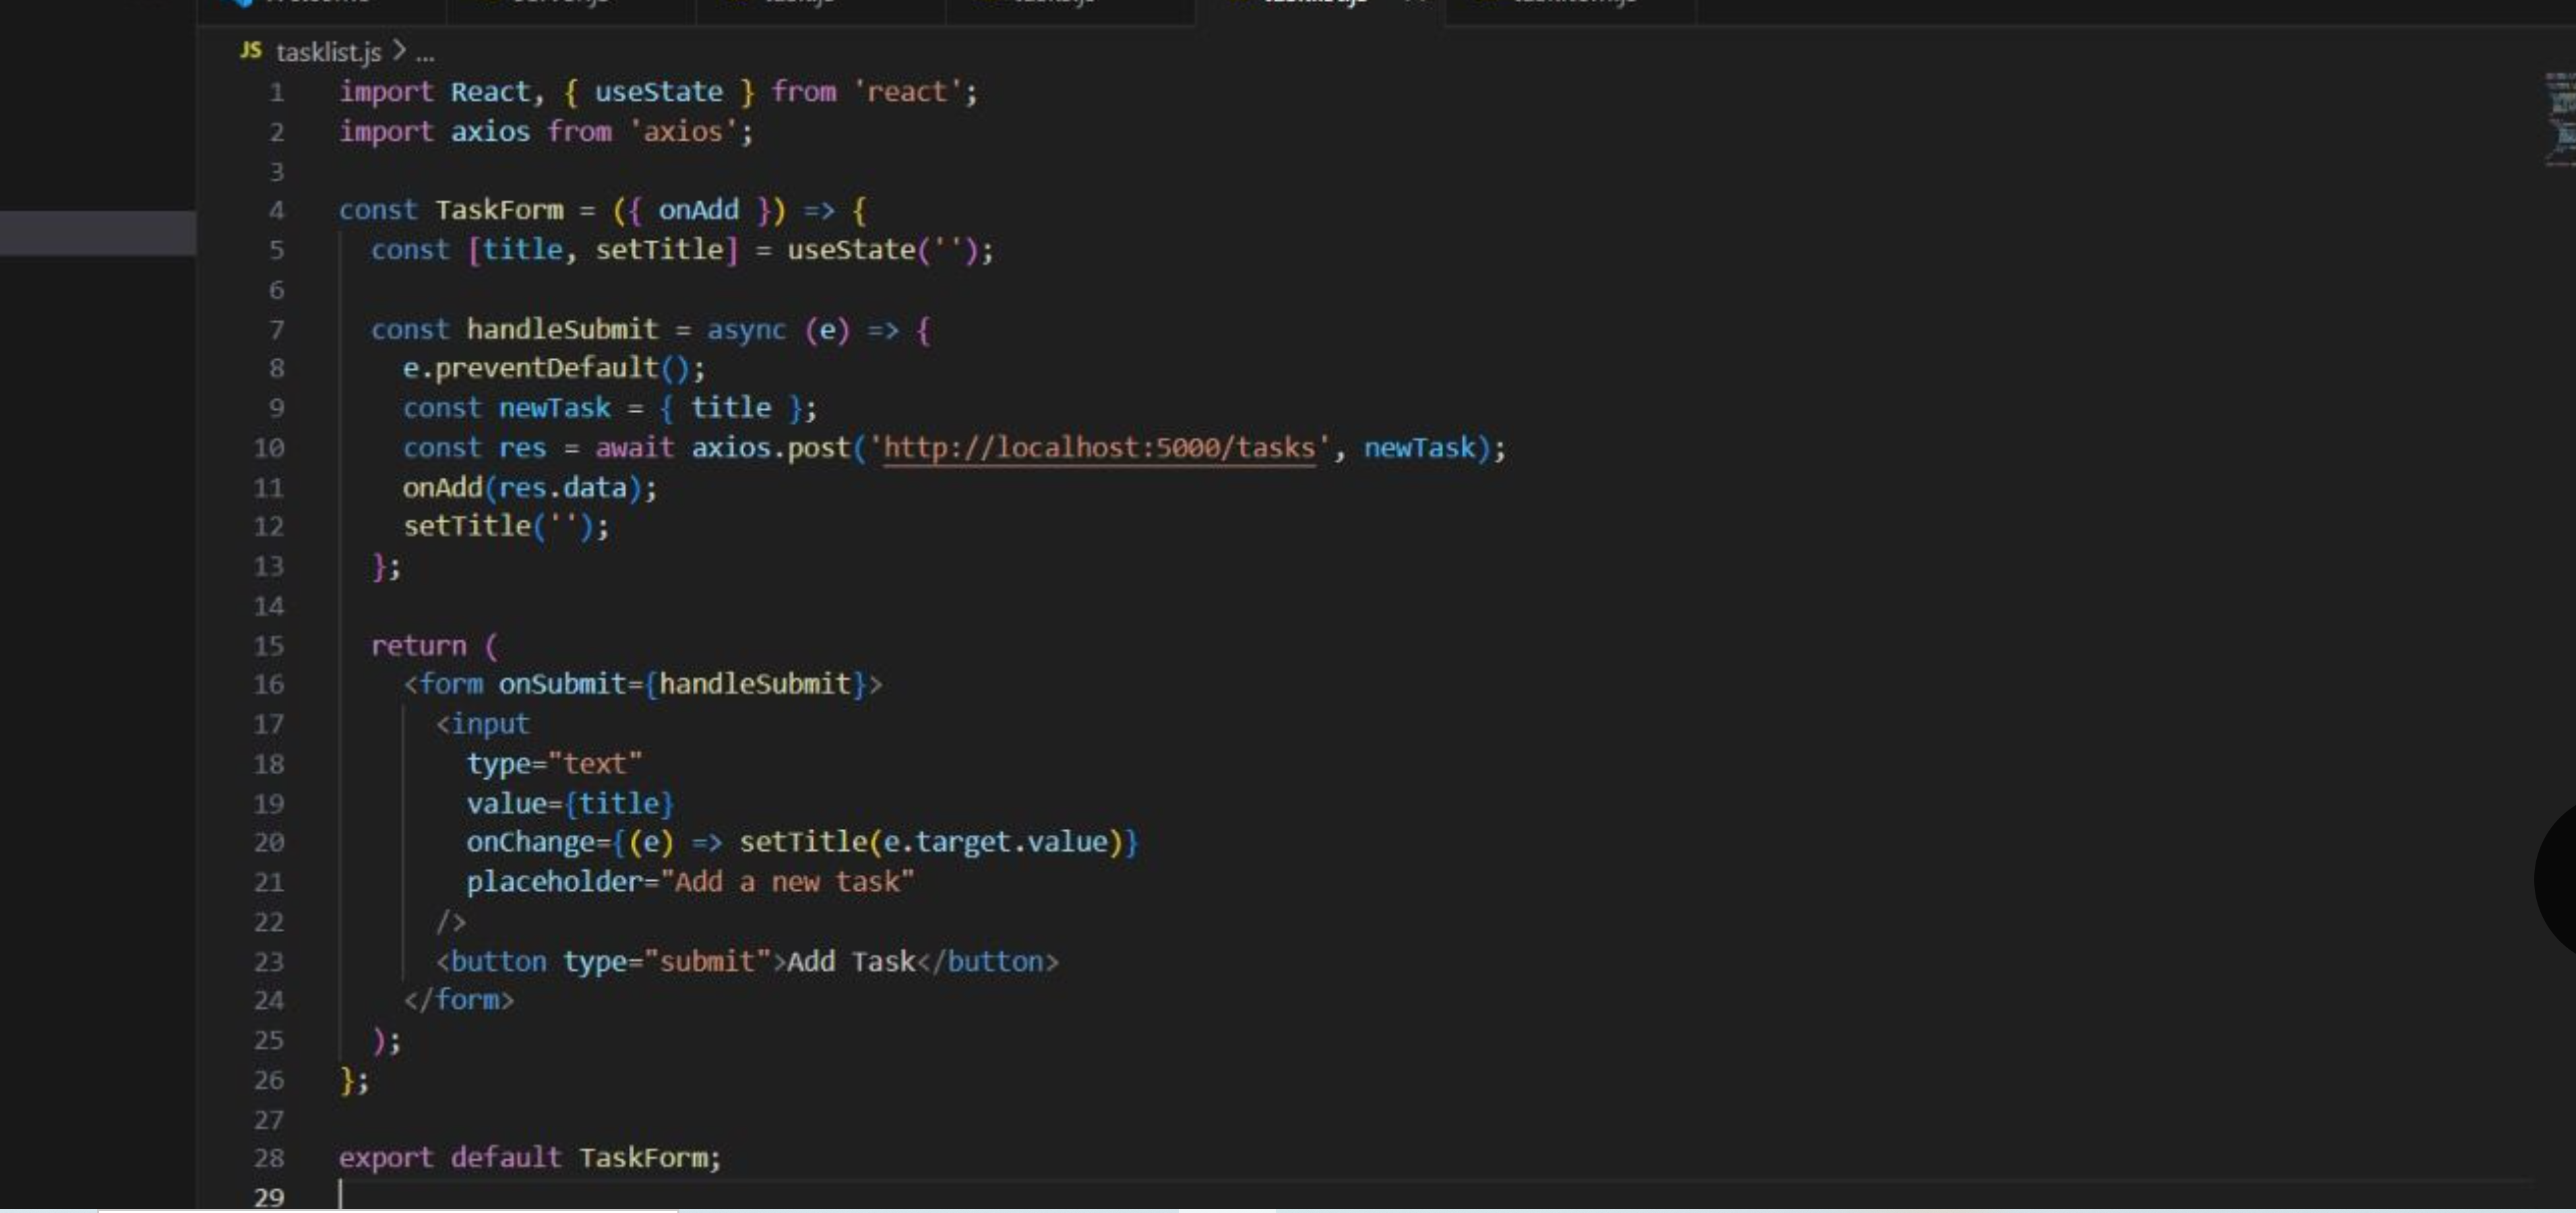 JS tasklist.js > ...
1 import React, { useState } from 'react';
2 import axios from 'axios';
3
4 const TaskForm = ({ onAdd }) => {
5 const [title, setTitle] = useState('');
6
7 const handleSubmit = async (e) => {
8 e.preventDefault();
9 const newTask = { title };
10 const res = await axios.post('http://localhost:5000/tasks', newTask);
11 onAdd(res.data);
12 setTitle('');
13 };
14
15 return (
16 <form onSubmit={handleSubmit}>
17 <input
18 type="text"
19 value={title}
20 onChange={(e) => setTitle(e.target.value)}
21 placeholder="Add a new task"
22 />
23 <button type="submit">Add Task</button>
24 </form>
25 );
26 };
27
28 export default TaskForm;
29